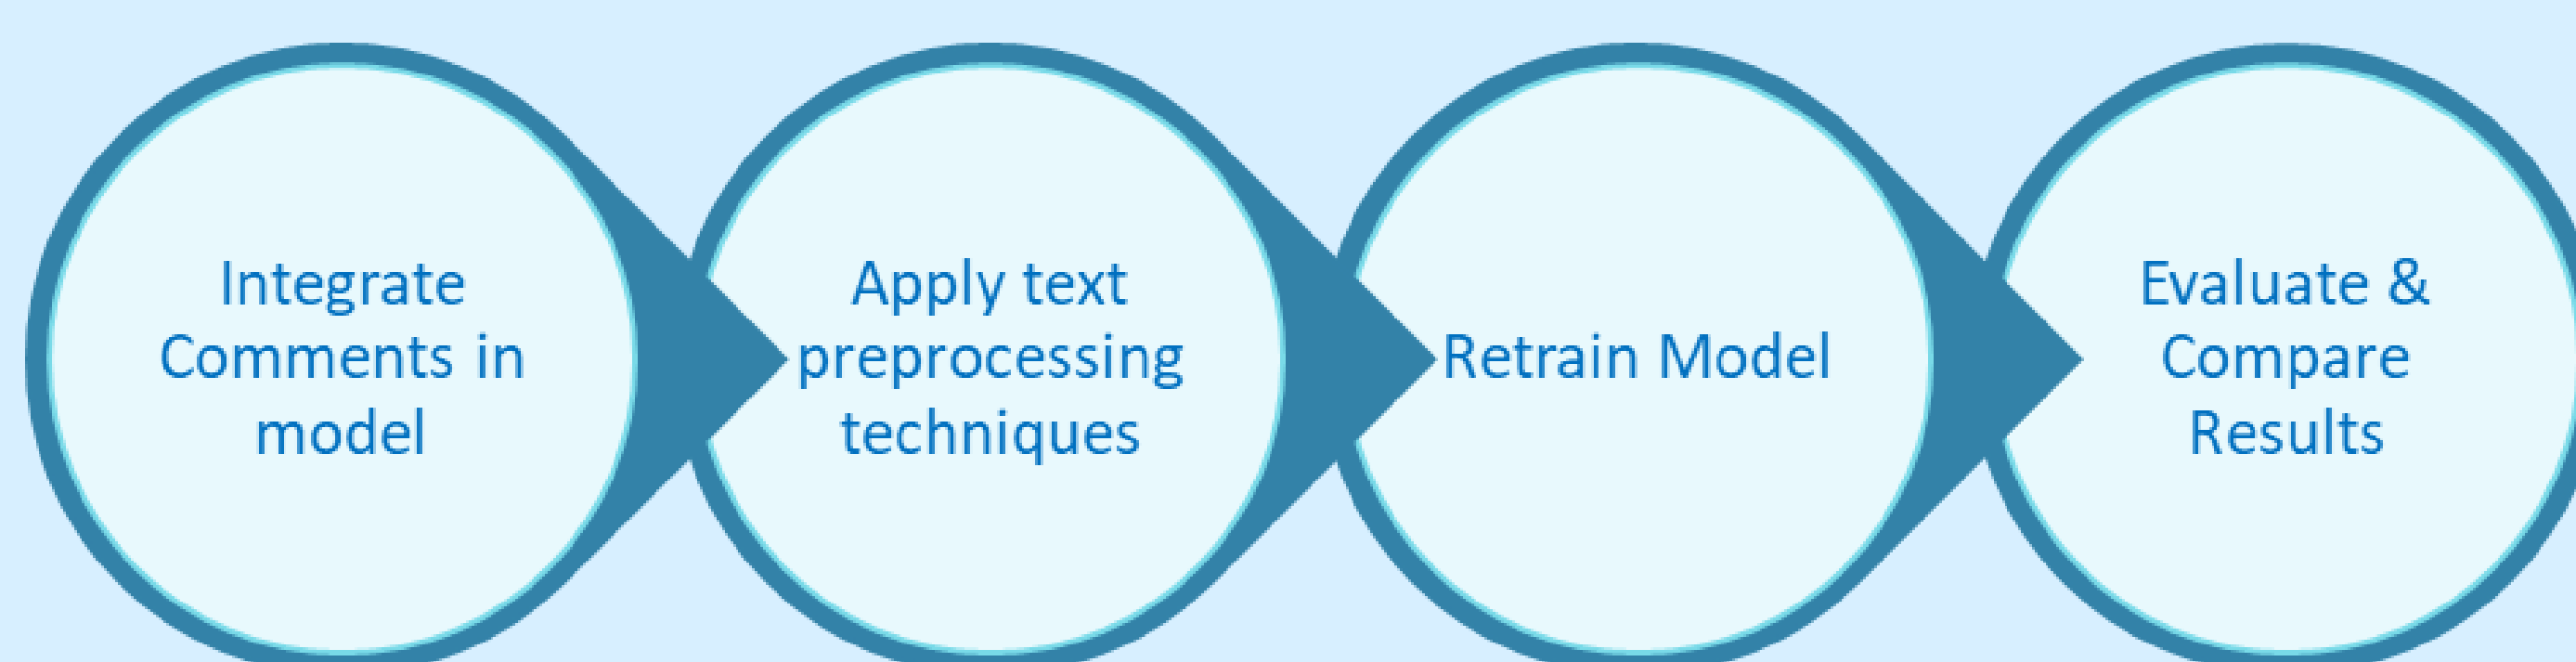 Integrate
Comments in
model
Apply text
preprocessing
techniques
Retrain Model
Evaluate &
Compare
Results